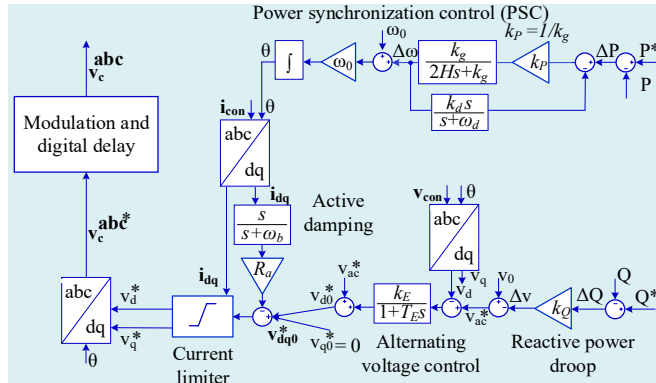 Power synchronization control (PSC)
k_P=1/k_g
ω_0
θ
∫
ω_0
Δω
k_g
2Hs+k_g
k_P
ΔP
P*
P
k_d s
s+ω_d
v_c^abc
Modulation and
digital delay
v_c^abc*
i_con
θ
abc
dq
i_dq
Active
damping
s
s+ω_b
R_a
i_dq
v_con
θ
abc
dq
v_q
v_d
v_0
Q
v_ac*
v_d0*
k_E
1+T_E s
v_ac*
Δv
k_Q
ΔQ
Q*
abc
dq
v_d*
v_q*
θ
v_dq0*
v_q0*=0
Current
limiter
Alternating
voltage control
Reactive power
droop